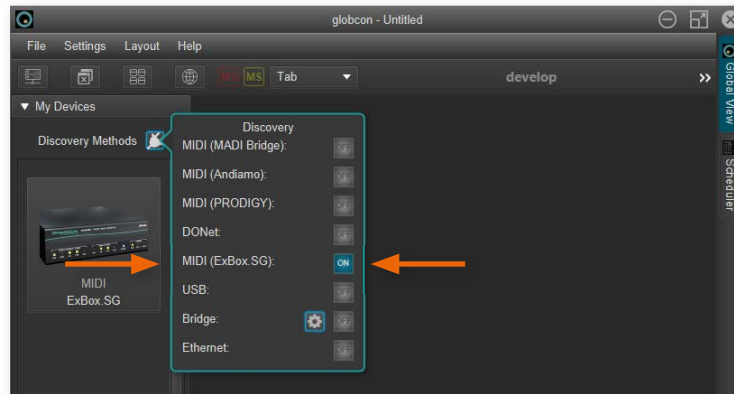 globcon - Untitled
File Settings Layout Help
MS Tab develop »
My Devices
Discovery Methods
Discovery
MIDI (MADI Bridge): OFF
MIDI (Andiamo): OFF
MIDI (PRODIGY): OFF
DONet: OFF
MIDI (ExBox.SG): ON
USB: OFF
Bridge: OFF
Ethernet: OFF
MIDI
ExBox.SG
Global View
Scheduler